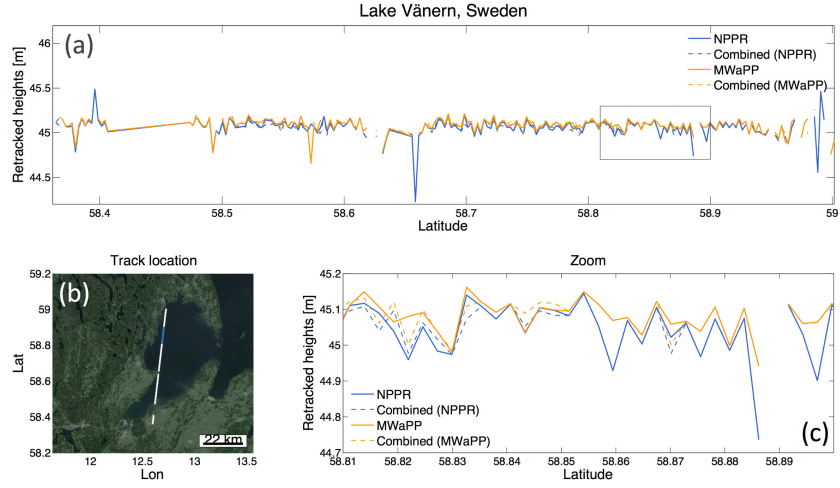 Lake Vänern, Sweden
(a)
Retracked heights [m]
46
45.5
45
44.5
NPPR
Combined (NPPR)
MWaPP
Combined (MWaPP)
58.4 58.5 58.6 58.7 58.8 58.9 59
Latitude
Track location
(b)
Lat
59.2
59
58.8
58.6
58.4
58.2
22 km
12 12.5 13 13.5
Lon
Zoom
Retracked heights [m]
45.2
45.1
45
44.9
44.8
44.7
NPPR
Combined (NPPR)
MWaPP
Combined (MWaPP)
(c)
58.81 58.82 58.83 58.84 58.85 58.86 58.87 58.88 58.89
Latitude